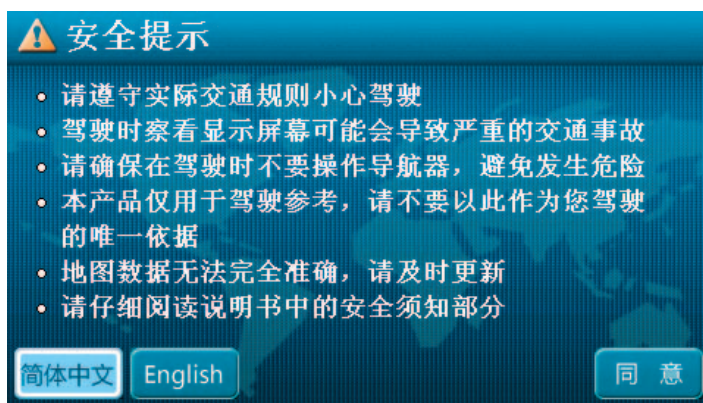 安全提示
• 请遵守实际交通规则小心驾驶
• 驾驶时察看显示屏幕可能会导致严重的交通事故
• 请确保在驾驶时不要操作导航器，避免发生危险
• 本产品仅用于驾驶参考，请不要以此作为您驾驶
的唯一依据
• 地图数据无法完全准确，请及时更新
• 请仔细阅读说明书中的安全须知部分
简体中文 English 同 意